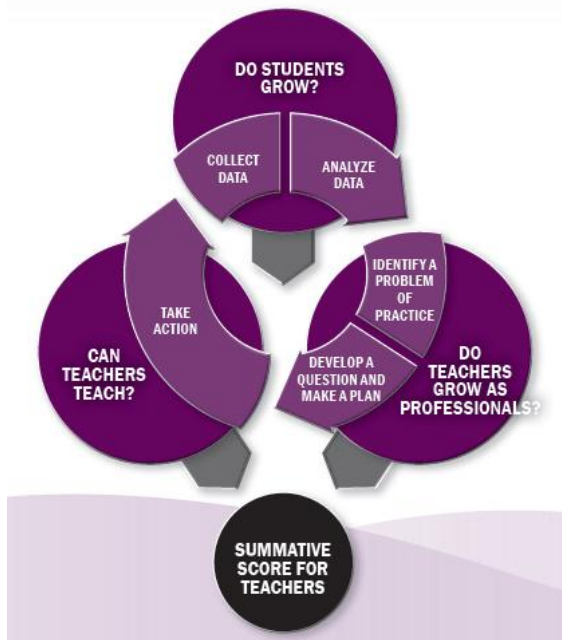 DO STUDENTS
GROW?
COLLECT
DATA
ANALYZE
DATA
IDENTIFY A
PROBLEM
OF
PRACTICE
TAKE
ACTION
CAN
TEACHERS
TEACH?
DEVELOP A
QUESTION AND
MAKE A PLAN
DO
TEACHERS
GROW AS
PROFESSIONALS?
SUMMATIVE
SCORE FOR
TEACHERS